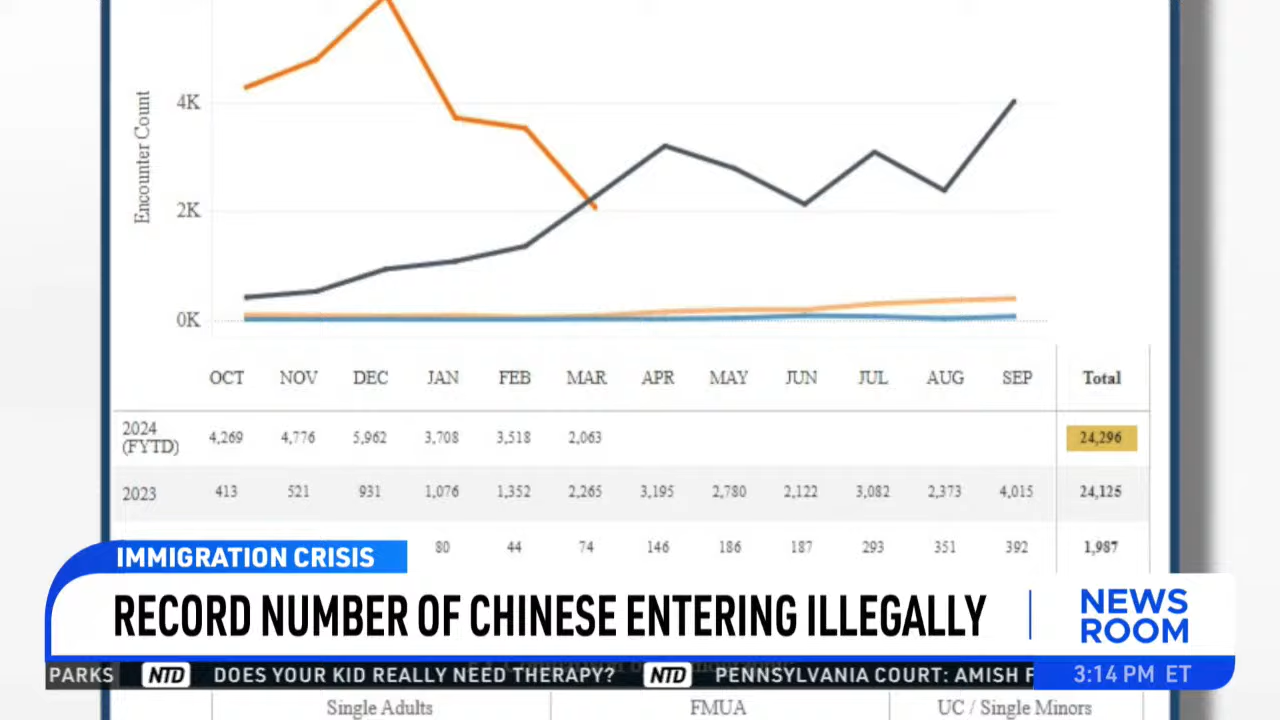 Encounter Count
4K
2K
0K
OCT NOV DEC JAN FEB MAR APR MAY JUN JUL AUG SEP Total
2024 (FYTD) 4,269 4,776 5,962 3,708 3,518 2,063 24,296
2023 413 521 931 1,076 1,352 2,265 3,195 2,780 2,122 3,082 2,373 4,015 24,125
80 44 74 146 186 187 293 351 392 1,987
IMMIGRATION CRISIS
RECORD NUMBER OF CHINESE ENTERING ILLEGALLY
NEWS ROOM
PARKS NTD DOES YOUR KID REALLY NEED THERAPY? NTD PENNSYLVANIA COURT: AMISH F
3:14 PM ET
Single Adults FMUA UC / Single Minors